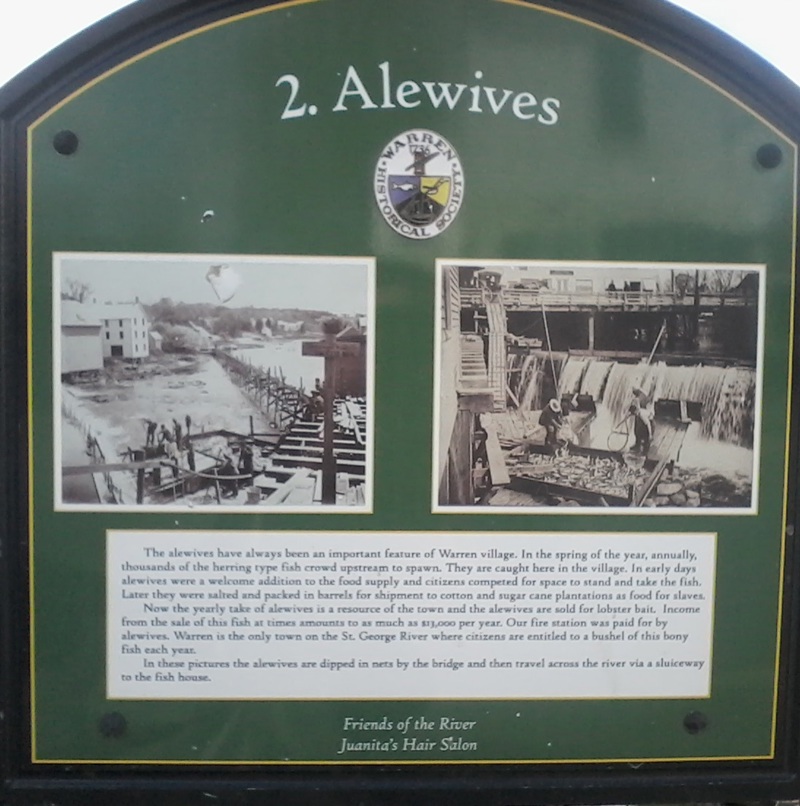 2. Alewives
WARREN
1736
HISTORICAL SOCIETY
The alewives have always been an important feature of Warren village. In the spring of the year, annually,
thousands of the herring type fish crowd upstream to spawn. They are caught here in the village. In early days
alewives were a welcome addition to the food supply and citizens competed for space to stand and take the fish.
Later they were salted and packed in barrels for shipment to cotton and sugar cane plantations as food for slaves.
Now the yearly take of alewives is a resource of the town and the alewives are sold for lobster bait. Income
from the sale of this fish at times amounts to as much as $13,000 per year. Our fire station was paid for by
alewives. Warren is the only town on the St. George River where citizens are entitled to a bushel of this bony
fish each year.
In these pictures the alewives are dipped in nets by the bridge and then travel across the river via a sluiceway
to the fish house.
Friends of the River
Juanita's Hair Salon